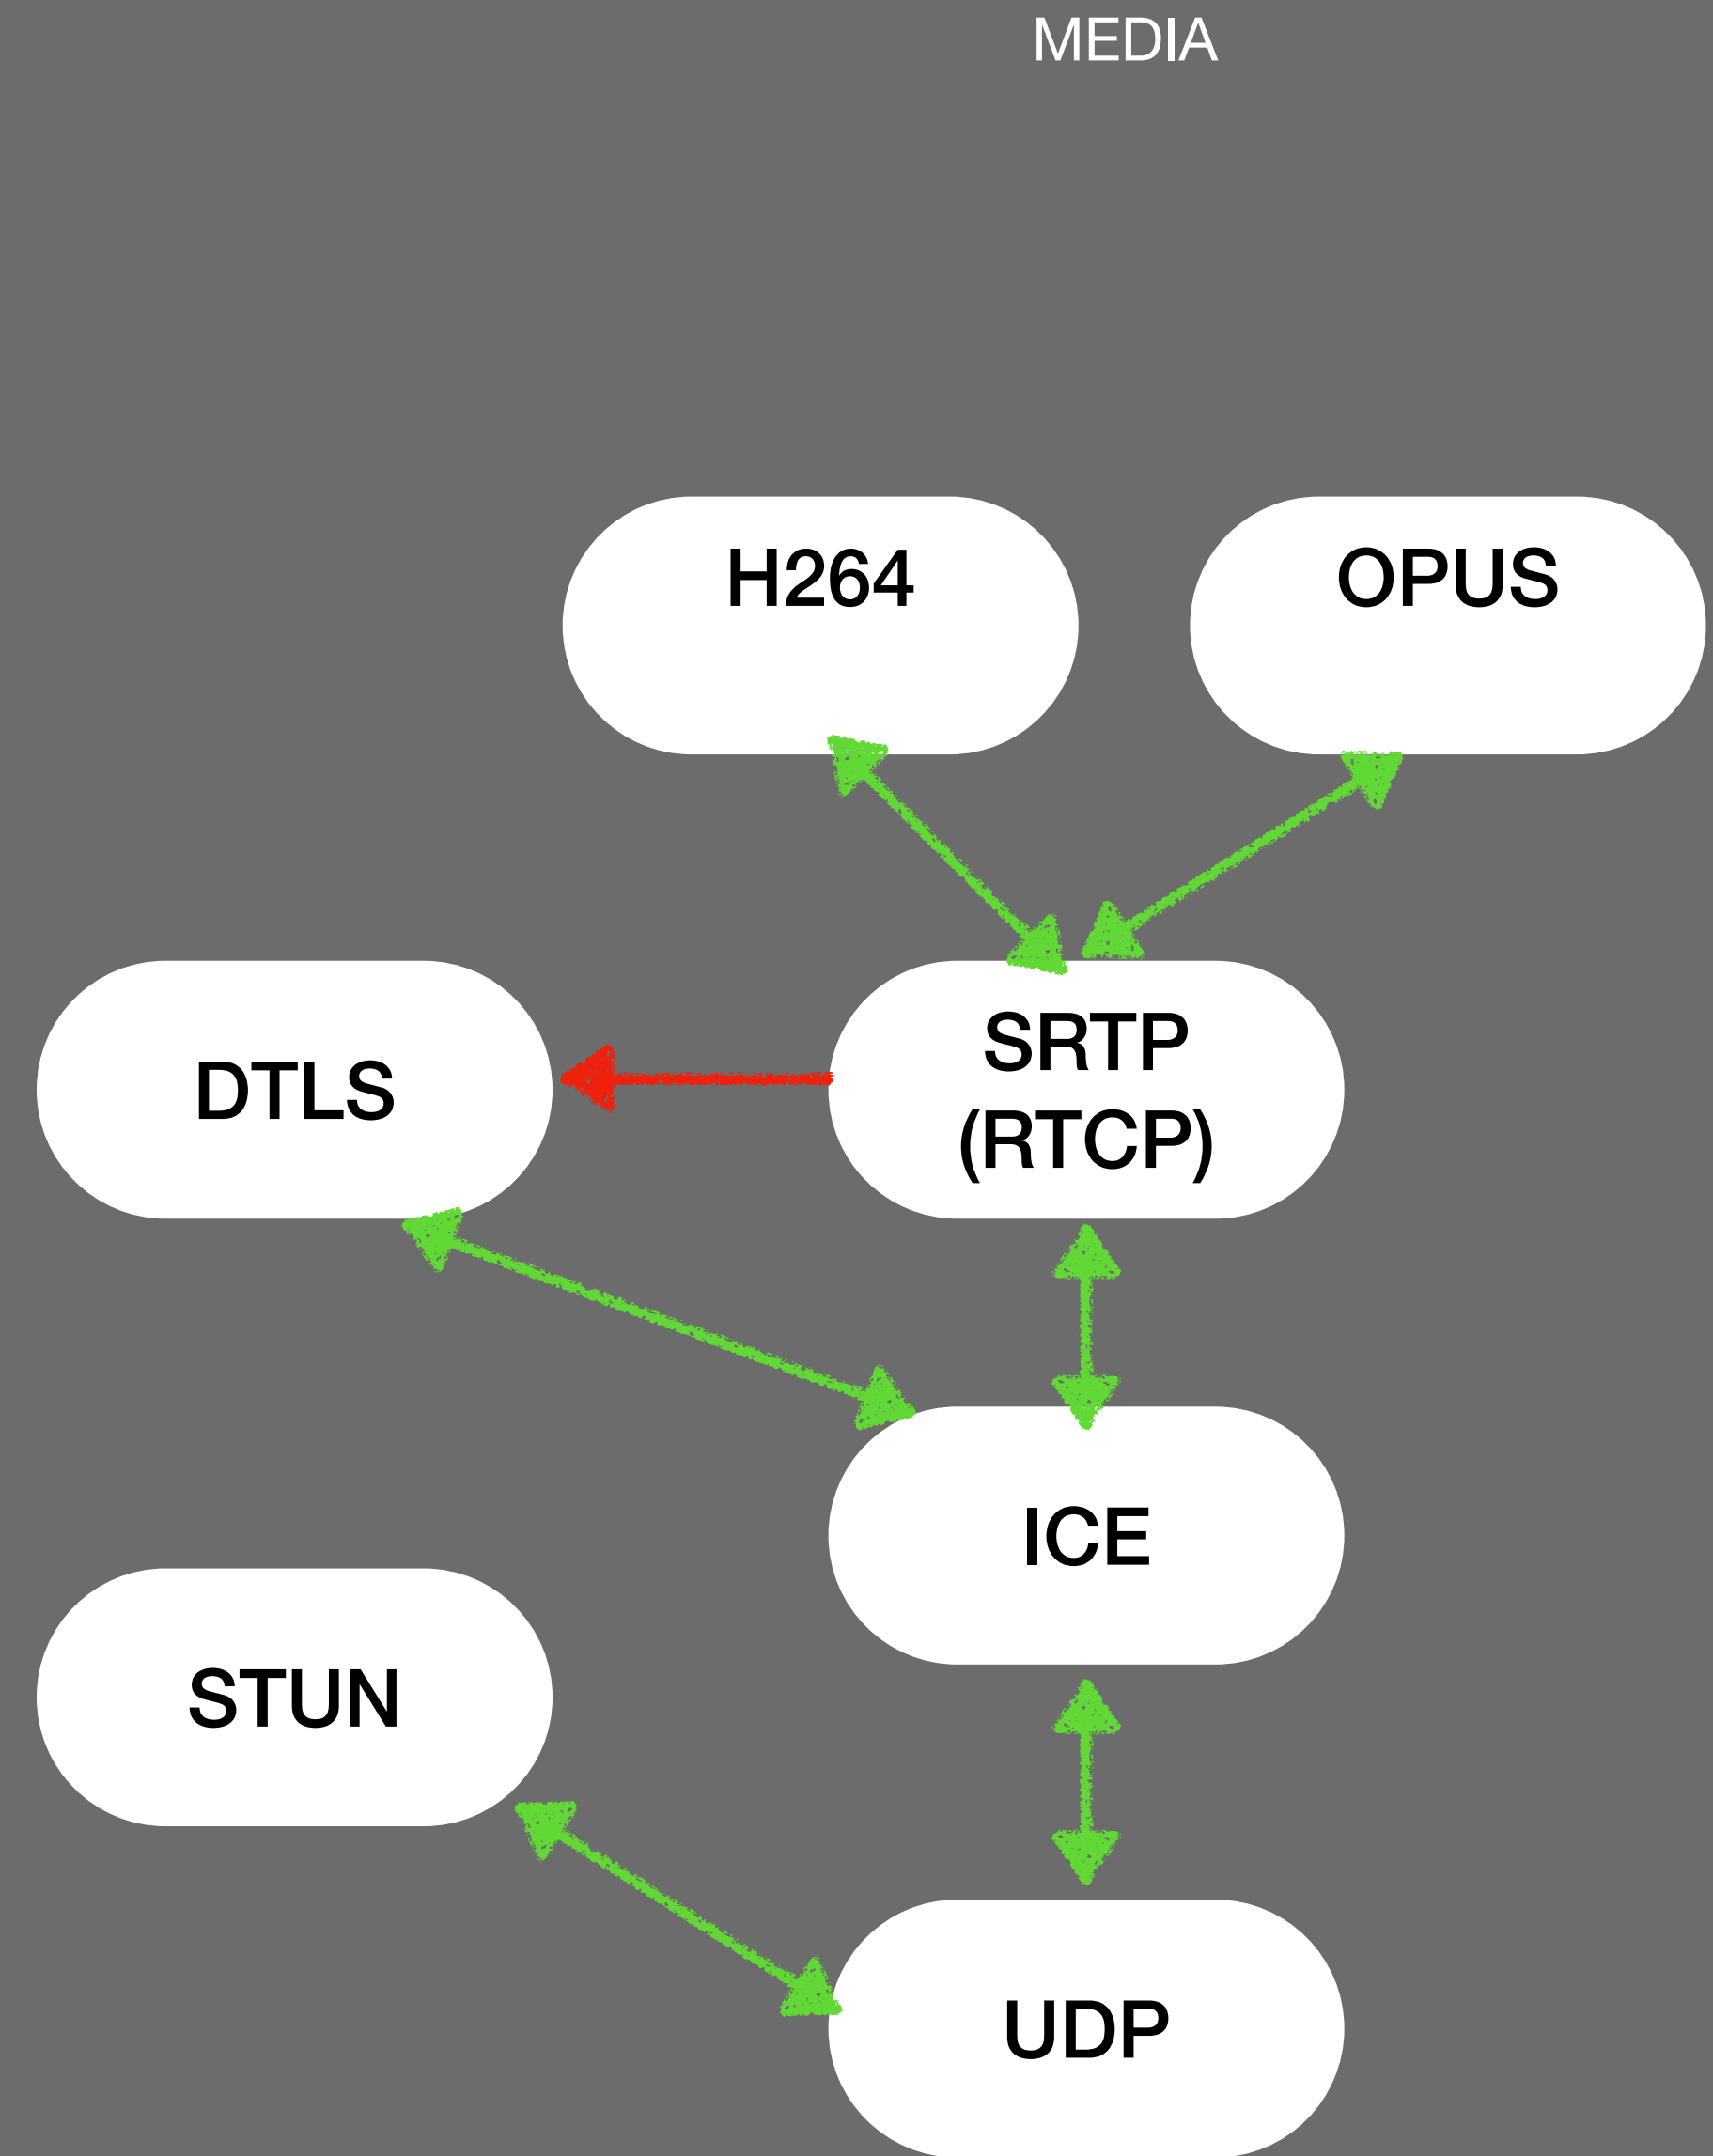 MEDIA
H264
OPUS
DTLS
SRTP
(RTCP)
ICE
STUN
UDP